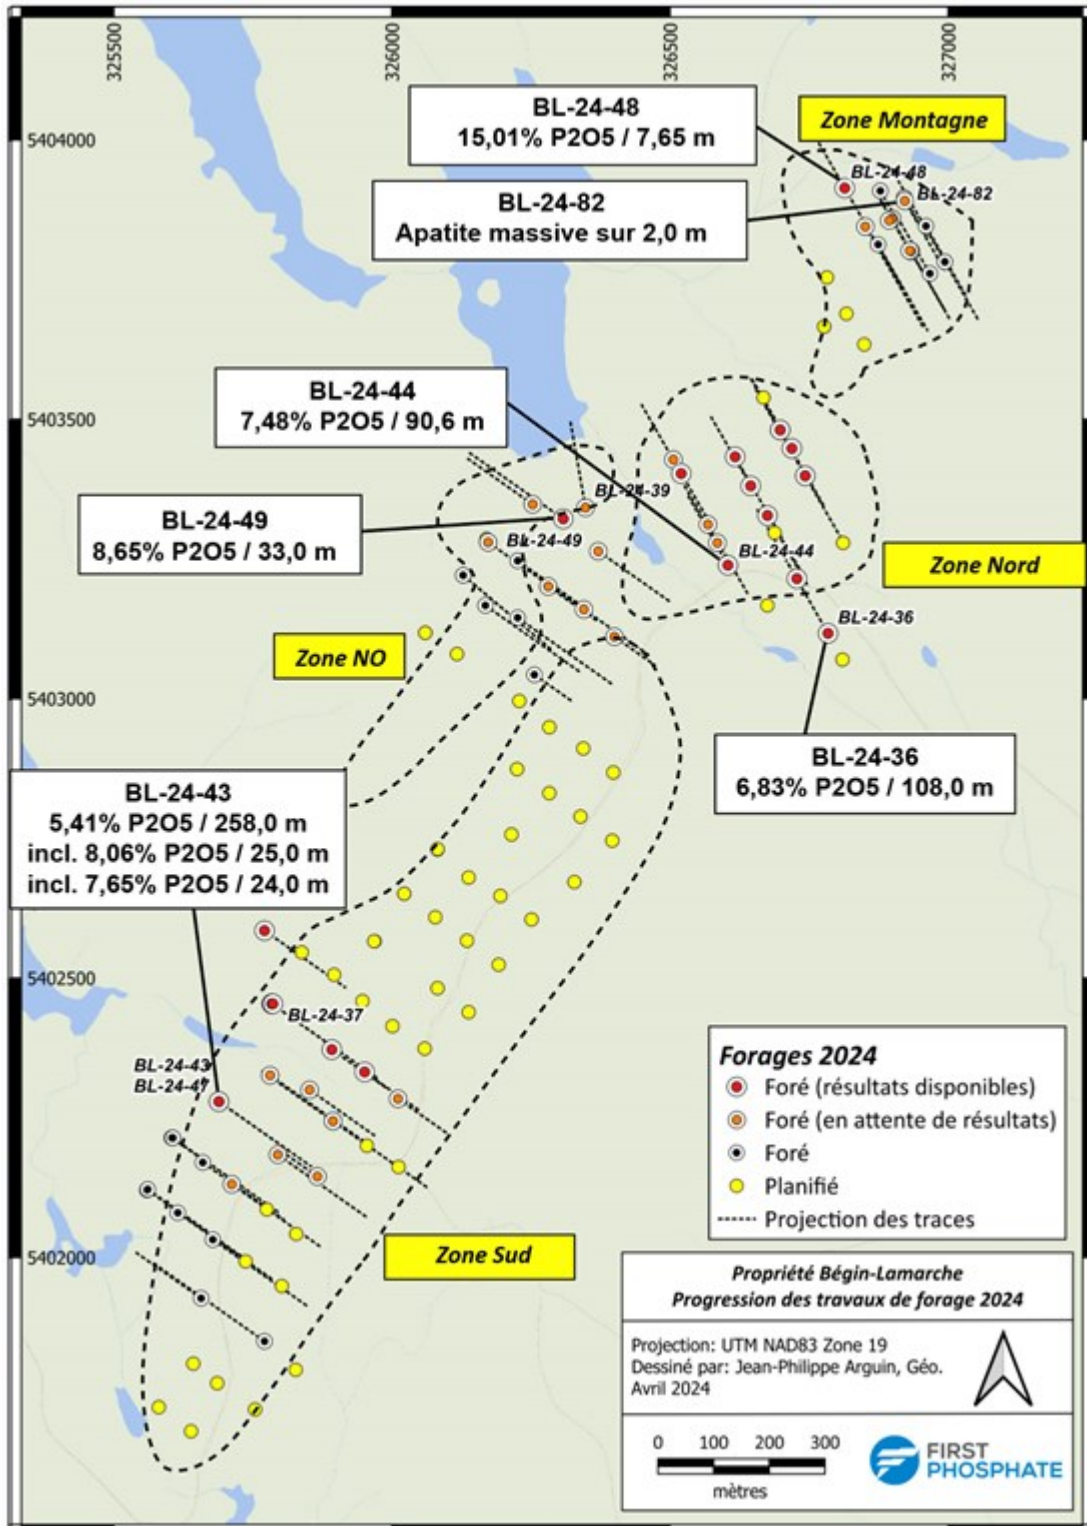 325500
326000
326500
327000
5404000
5403500
5403000
5402500
5402000
BL-24-48
15,01% P2O5 / 7,65 m
Zone Montagne
BL-24-48
BL-24-82
BL-24-82
Apatite massive sur 2,0 m
BL-24-44
7,48% P2O5 / 90,6 m
BL-24-39
BL-24-49
8,65% P2O5 / 33,0 m
BL-24-49
BL-24-44
Zone Nord
BL-24-36
Zone NO
BL-24-36
6,83% P2O5 / 108,0 m
BL-24-43
5,41% P2O5 / 258,0 m
incl. 8,06% P2O5 / 25,0 m
incl. 7,65% P2O5 / 24,0 m
BL-24-37
BL-24-43
BL-24-47
Zone Sud
Forages 2024
Foré (résultats disponibles)
Foré (en attente de résultats)
Foré
Planifié
Projection des traces
Propriété Bégin-Lamarche
Progression des travaux de forage 2024
Projection: UTM NAD83 Zone 19
Dessiné par: Jean-Philippe Arguin, Géo.
Avril 2024
0 100 200 300
mètres
FIRST
PHOSPHATE